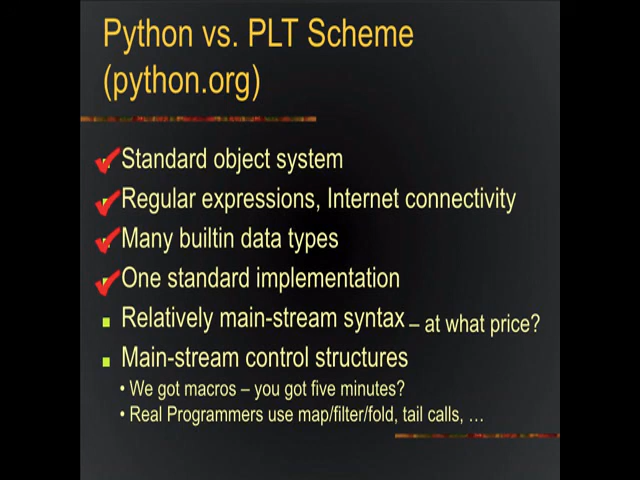 Python vs. PLT Scheme
(python.org)
Standard object system
Regular expressions, Internet connectivity
Many builtin data types
One standard implementation
Relatively main-stream syntax – at what price?
Main-stream control structures
• We got macros – you got five minutes?
• Real Programmers use map/filter/fold, tail calls, …